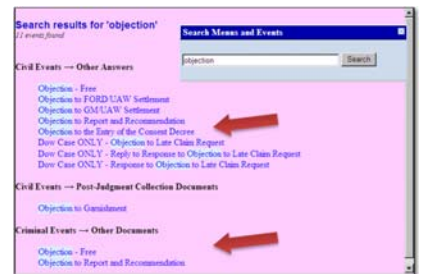 Search results for 'objection'
11 events found
Search Menus and Events
objection
Search
Civil Events → Other Answers
Objection - Free
Objection to FORD/UAW Settlement
Objection to GM/UAW Settlement
Objection to Report and Recommendation
Objection to the Entry of the Consent Decree
Dow Case ONLY - Objection to Late Claim Request
Dow Case ONLY - Reply to Response to Objection to Late Claim Request
Dow Case ONLY - Response to Objection to Late Claim Request
Civil Events → Post-Judgment Collection Documents
Objection to Garnishment
Criminal Events → Other Documents
Objection - Free
Objection to Report and Recommendation